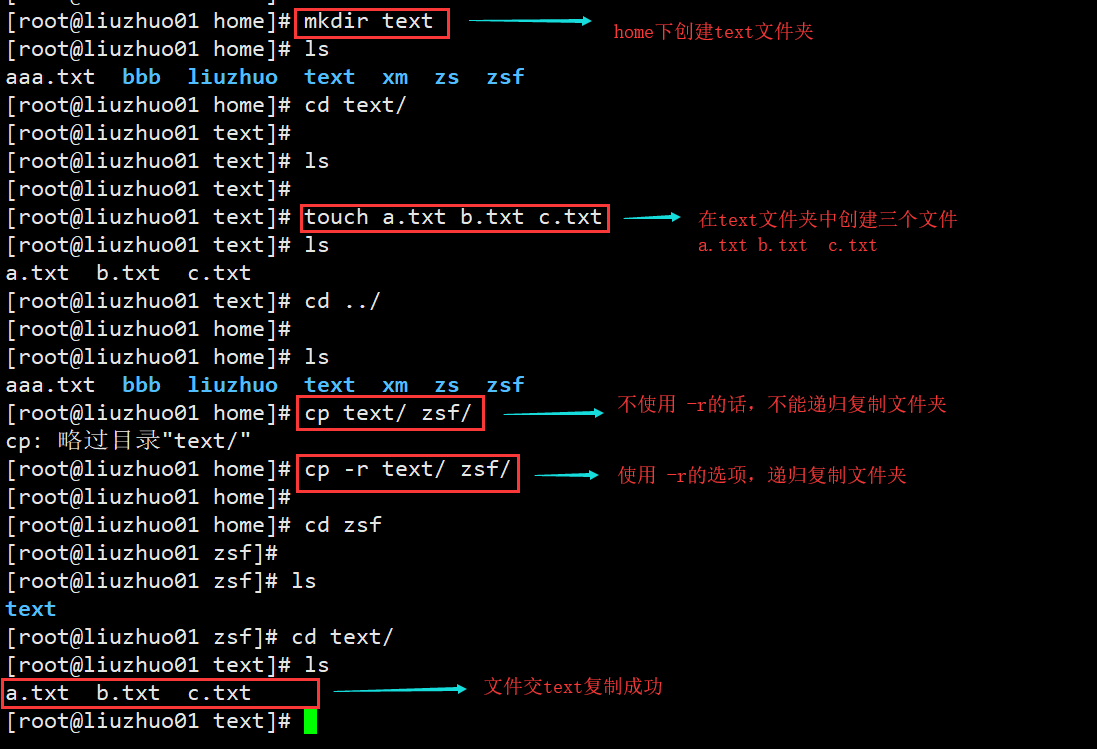 [root@liuzhuo01 home]# mkdir text
home下创建text文件夹
[root@liuzhuo01 home]# ls
aaa.txt  bbb  liuzhuo  text  xm  zs  zsf
[root@liuzhuo01 home]# cd text/
[root@liuzhuo01 text]#
[root@liuzhuo01 text]# ls
[root@liuzhuo01 text]#
[root@liuzhuo01 text]# touch a.txt b.txt c.txt
在text文件夹中创建三个文件
a.txt b.txt  c.txt
[root@liuzhuo01 text]# ls
a.txt  b.txt  c.txt
[root@liuzhuo01 text]# cd ../
[root@liuzhuo01 home]#
[root@liuzhuo01 home]# ls
aaa.txt  bbb  liuzhuo  text  xm  zs  zsf
[root@liuzhuo01 home]# cp text/ zsf/
不使用 -r的话，不能递归复制文件夹
cp: 略过目录"text/"
[root@liuzhuo01 home]# cp -r text/ zsf/
使用 -r的选项，递归复制文件夹
[root@liuzhuo01 home]#
[root@liuzhuo01 home]# cd zsf
[root@liuzhuo01 zsf]#
[root@liuzhuo01 zsf]# ls
text
[root@liuzhuo01 zsf]# cd text/
[root@liuzhuo01 text]# ls
a.txt  b.txt  c.txt
文件交text复制成功
[root@liuzhuo01 text]#